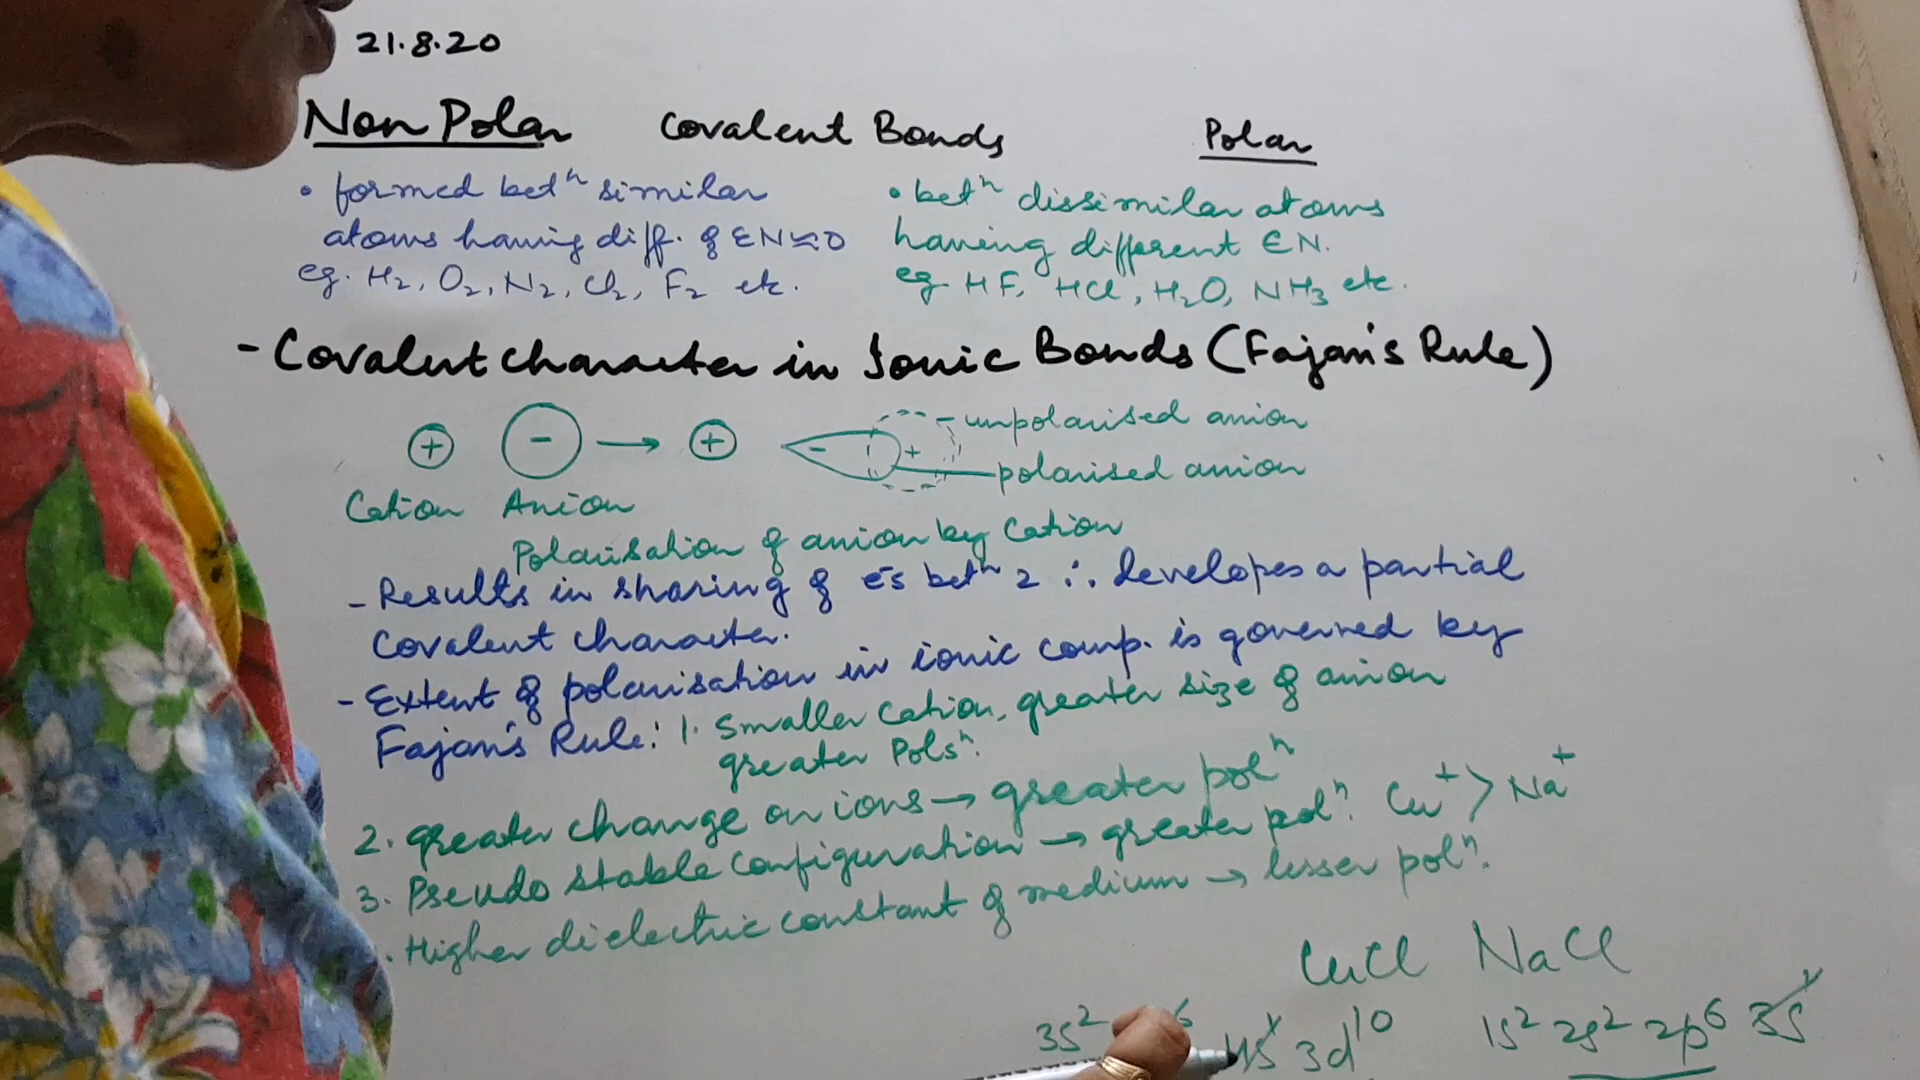 21.8.20
Non Polar Covalent Bonds Polar
• formed betⁿ similar
atoms having diff. of EN≈0
eg. H₂, O₂, N₂, Cl₂, F₂ etc.
• betⁿ dissimilar atoms
having different EN.
eg. HF, HCl, H₂O, NH₃ etc.
- Covalent character in Ionic Bonds (Fajan's Rule)
+ - → + - + - unpolarised anion
polarised anion
Cation Anion
Polarisation of anion by Cation
- Results in sharing of e⁻s betⁿ 2 ∴ developes a partial
covalent character.
- Extent of polarisation in ionic comp. is governed by
Fajan's Rule: 1. Smaller Cation, greater size of anion
greater Polsⁿ.
2. greater change on ions → greater polⁿ
3. Pseudo stable configuration → greater polⁿ. Cu⁺ > Na⁺
. Higher dielectric constant of medium → lesser polⁿ.
CuCl NaCl
3s² 6 4s¹ 3d¹⁰ 1s² 2s² 2p⁶ 3s¹